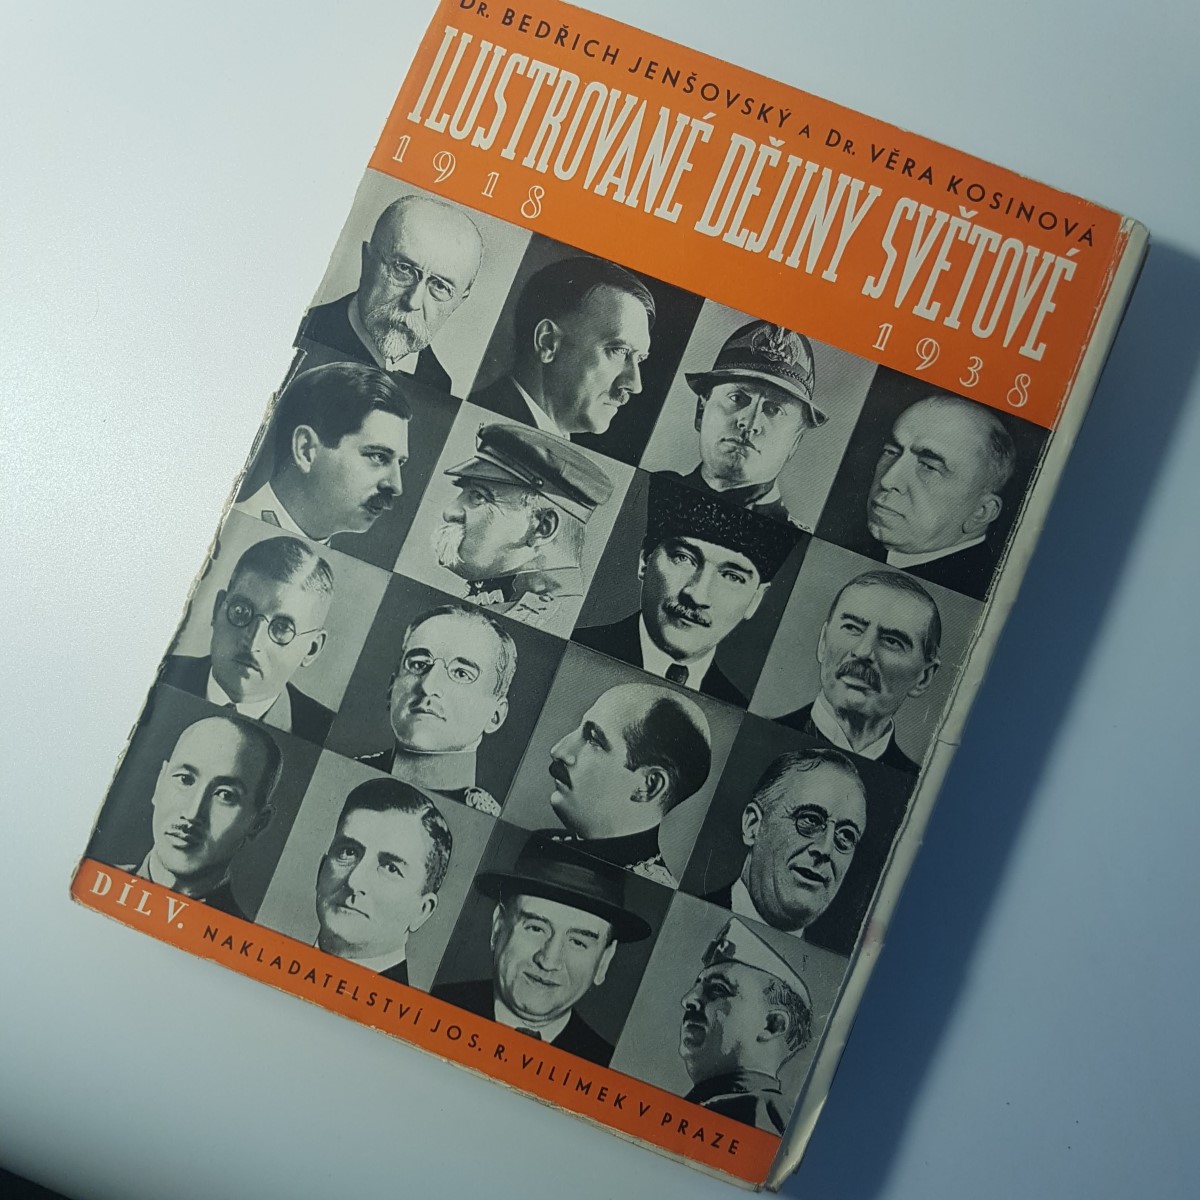 Dr. BEDŘICH JENŠOVSKÝ A Dr. VĚRA KOSINOVÁ
ILUSTROVANÉ DĚJINY SVĚTOVÉ
1918
1938
DÍL V.
NAKLADATELSTVÍ JOS. R. VILÍMEK V PRAZE